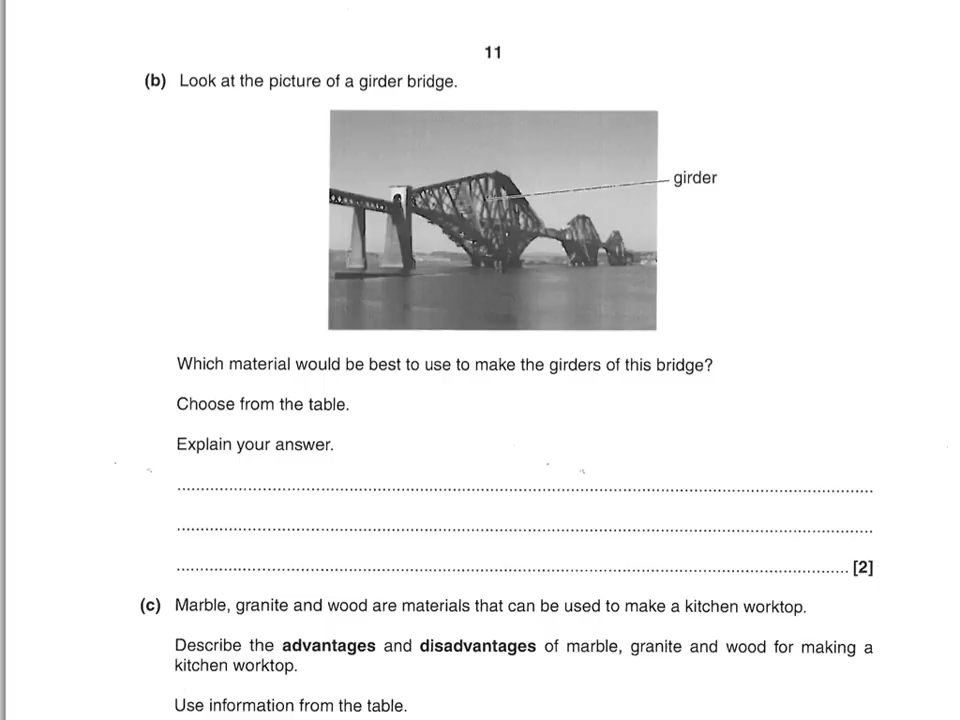 11
(b) Look at the picture of a girder bridge.
girder
Which material would be best to use to make the girders of this bridge?
Choose from the table.
Explain your answer.
[2]
(c) Marble, granite and wood are materials that can be used to make a kitchen worktop.
Describe the advantages and disadvantages of marble, granite and wood for making a
kitchen worktop.
Use information from the table.